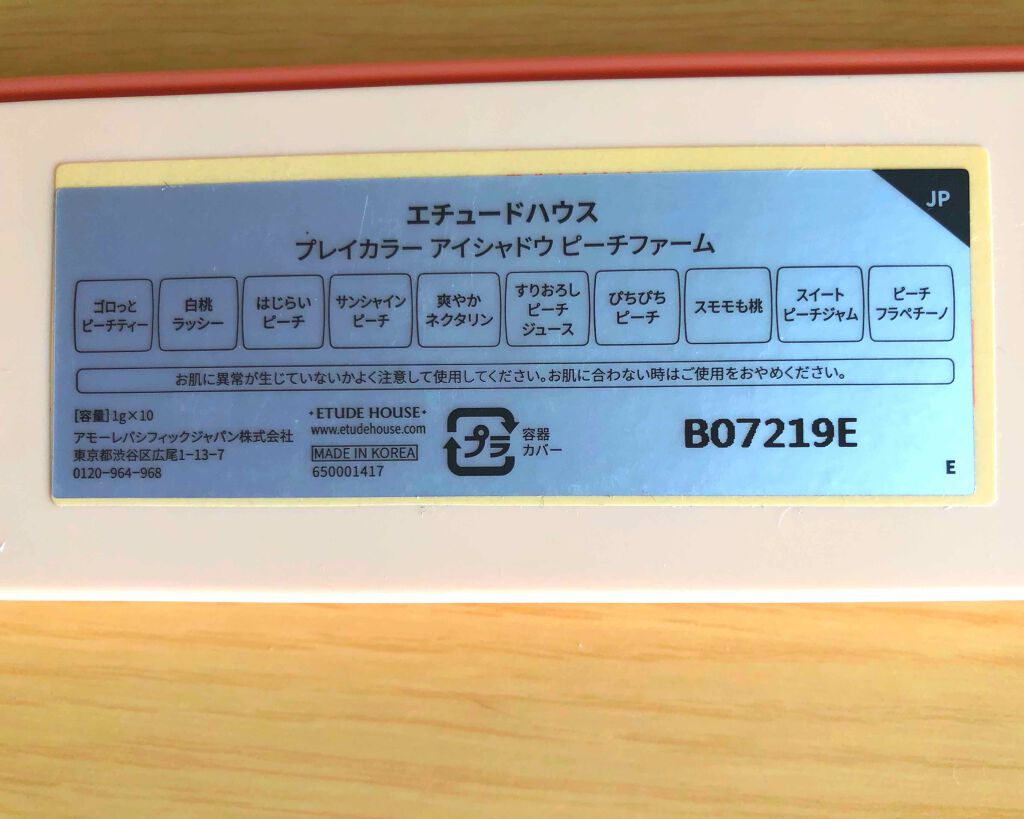 JP
エチュードハウス
プレイカラー アイシャドウ ピーチファーム
ゴロっと
ピーチティー
白桃
ラッシー
はじらい
ピーチ
サンシャイン
ピーチ
爽やか
ネクタリン
すりおろし
ピーチ
ジュース
ぴちぴち
ピーチ
スモモも桃
スイート
ピーチジャム
ピーチ
フラペチーノ
お肌に異常が生じていないかよく注意して使用してください。お肌に合わない時はご使用をおやめください。
[容量]1g×10
アモーレパシフィックジャパン株式会社
東京都渋谷区広尾1-13-7
0120-964-968
・ETUDE HOUSE・
www.etudehouse.com
MADE IN KOREA
650001417
プラ
容器
カバー
B07219E
E